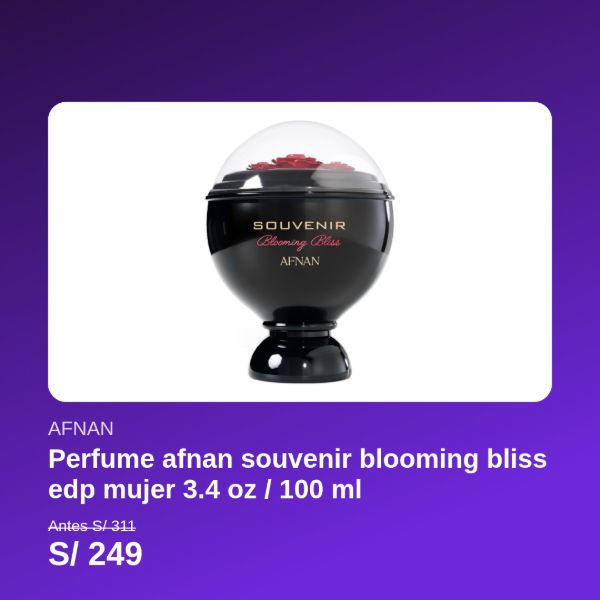 SOUVENIR
Blooming Bliss
AFNAN
AFNAN
Perfume afnan souvenir blooming bliss
edp mujer 3.4 oz / 100 ml
Antes S/ 311
S/ 249